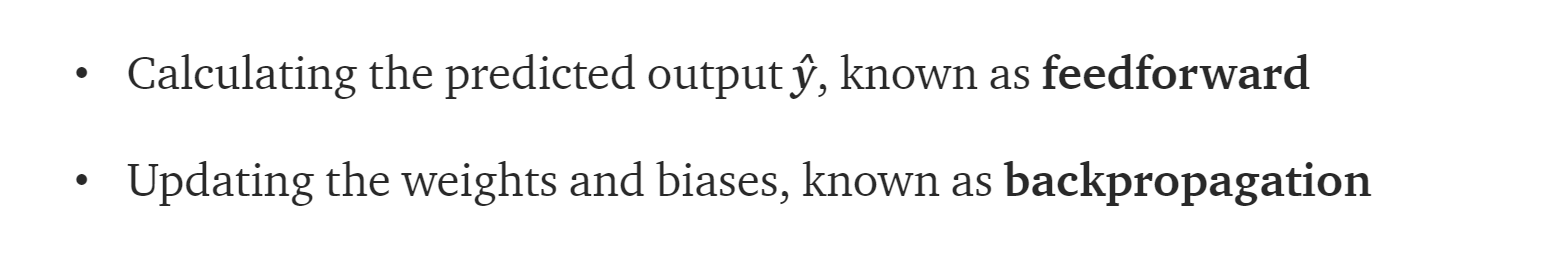 • Calculating the predicted output ŷ, known as feedforward
• Updating the weights and biases, known as backpropagation